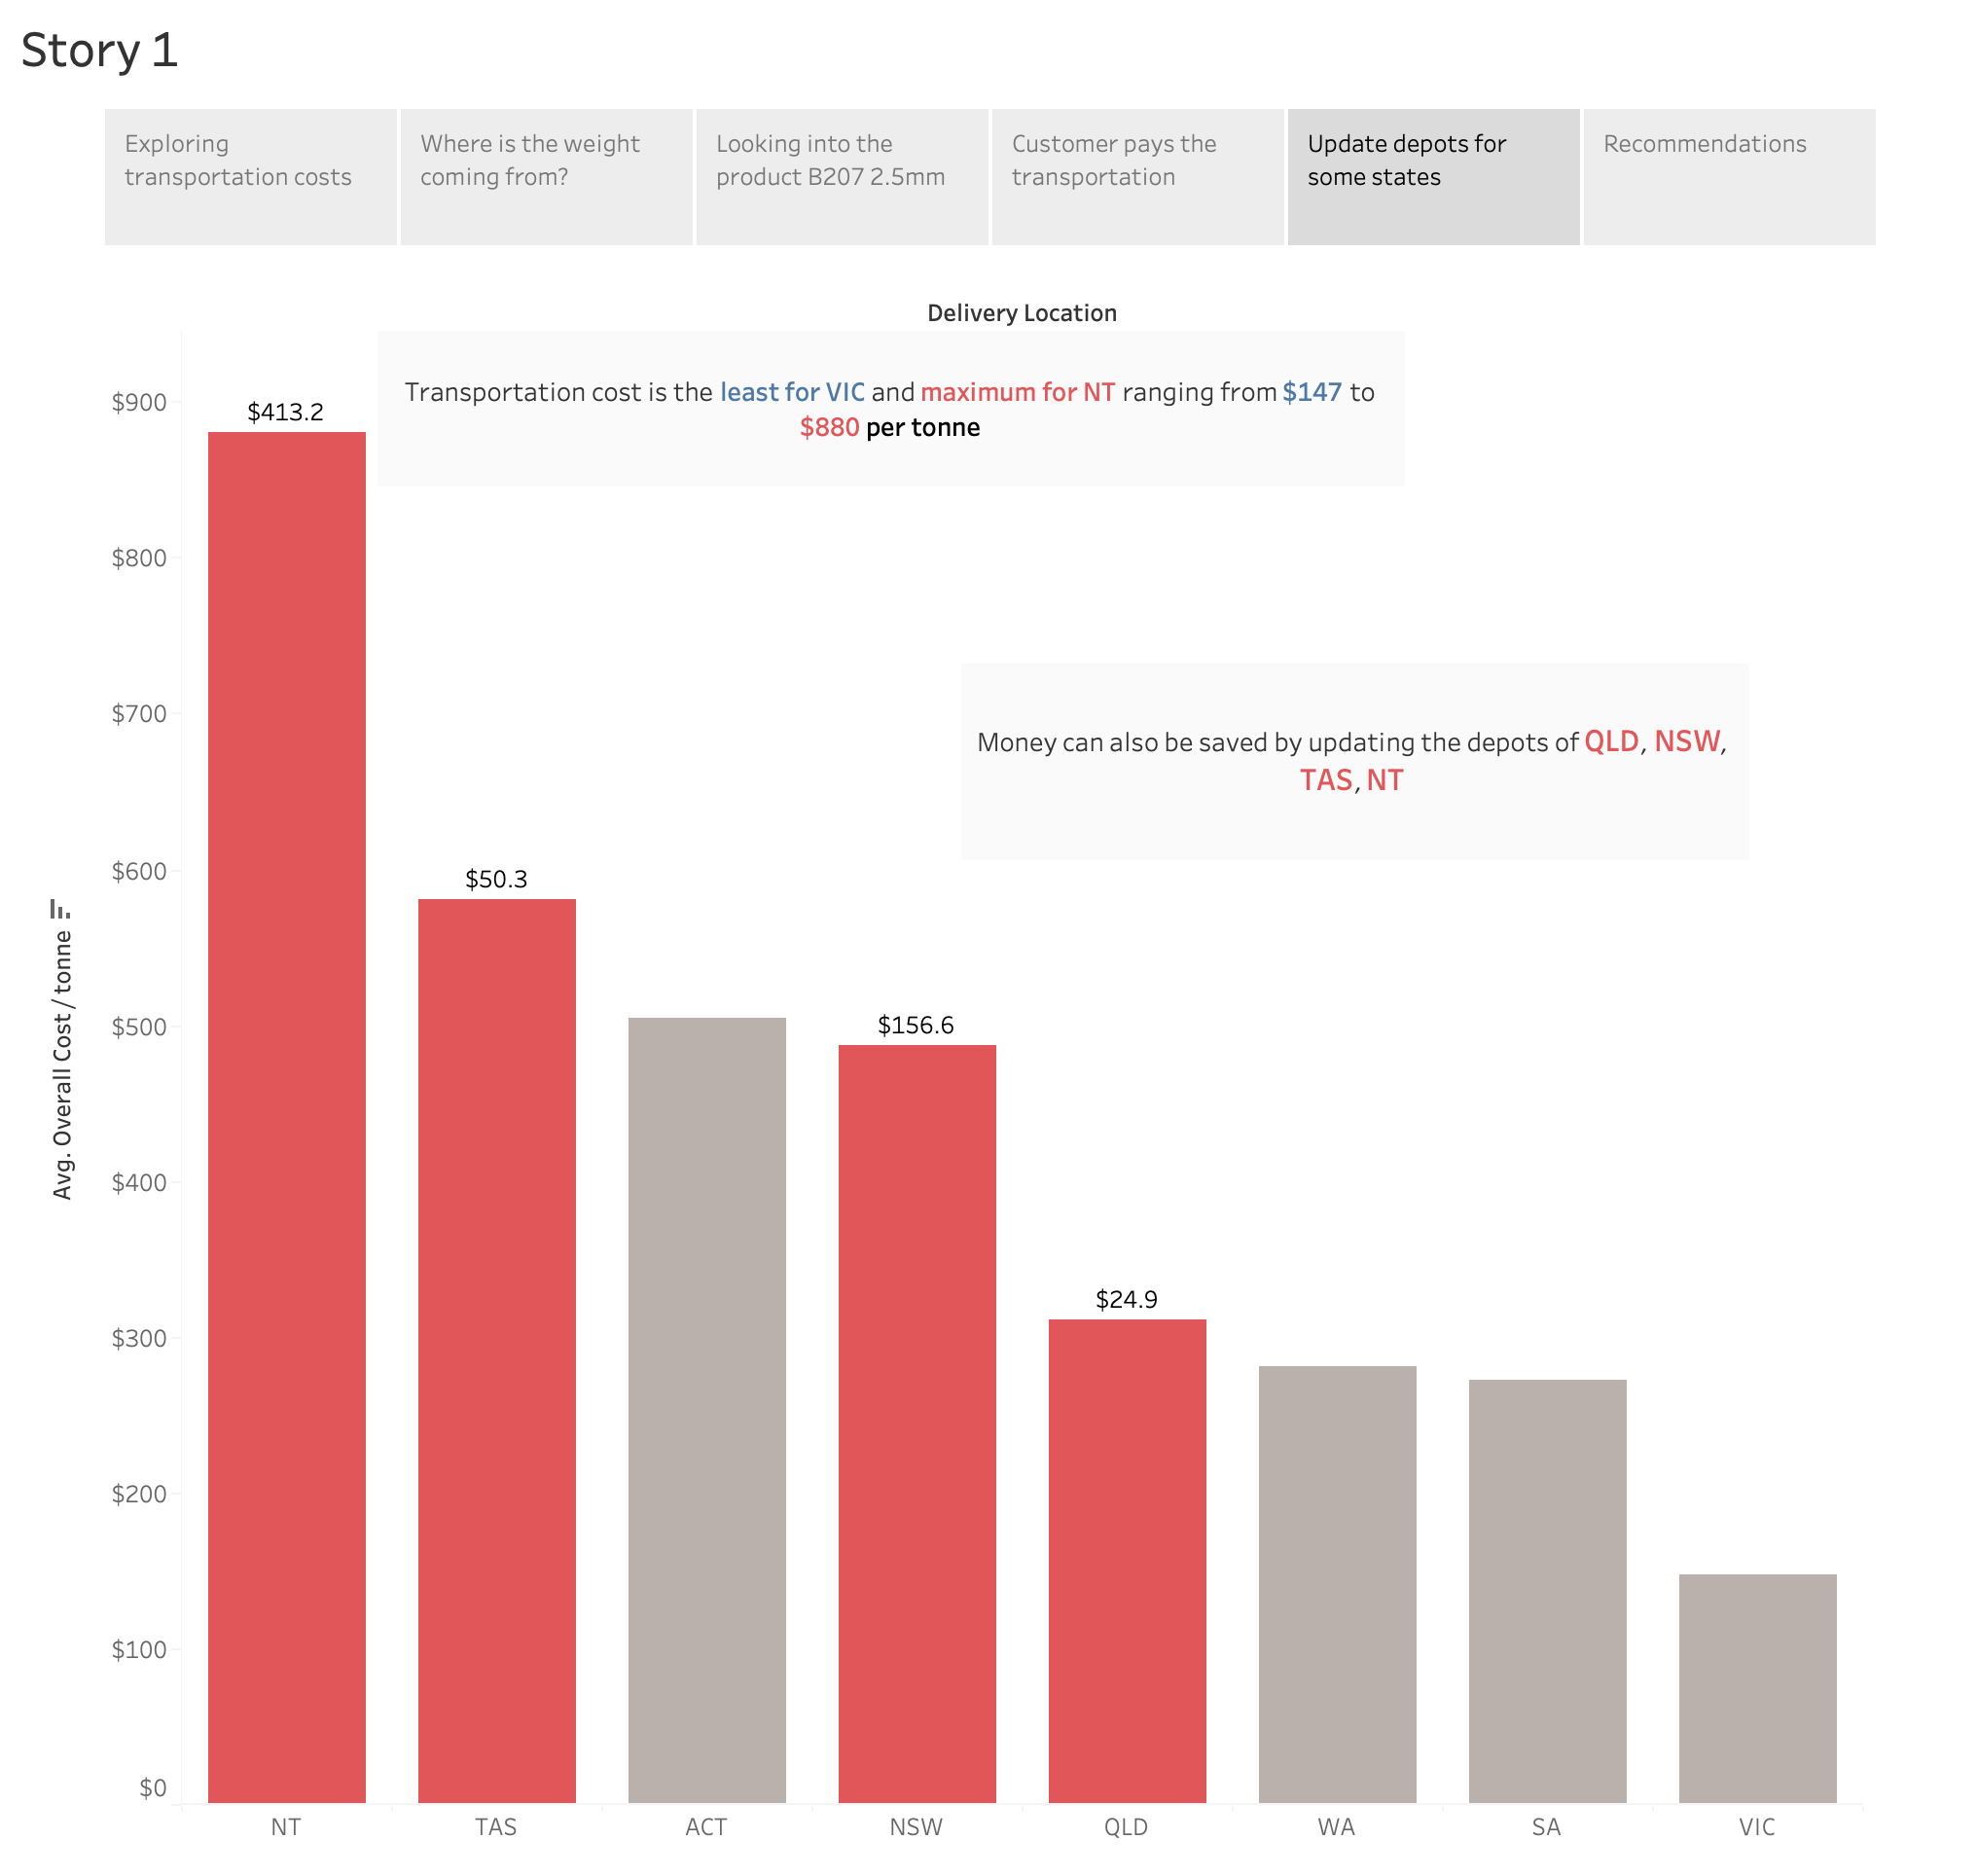 Story 1
Exploring
transportation costs
Where is the weight
coming from?
Looking into the
product B207 2.5mm
Customer pays the
transportation
Update depots for
some states
Recommendations
Delivery Location
Transportation cost is the least for VIC and maximum for NT ranging from $147 to
$880 per tonne
Money can also be saved by updating the depots of QLD, NSW,
TAS, NT
Avg. Overall Cost / tonne
$900
$800
$700
$600
$500
$400
$300
$200
$100
$0
$413.2
$50.3
$156.6
$24.9
NT
TAS
ACT
NSW
QLD
WA
SA
VIC